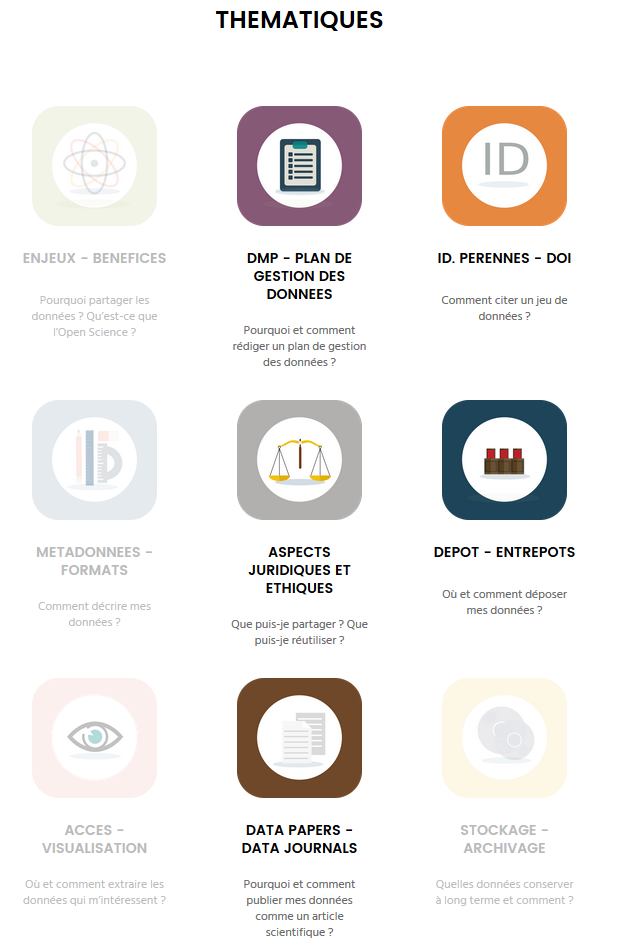 THEMATIQUES
ID
ENJEUX - BENEFICES
Pourquoi partager les
données ? Qu'est-ce que
l'Open Science ?
DMP - PLAN DE
GESTION DES
DONNEES
Pourquoi et comment
rédiger un plan de gestion
des données ?
ID. PERENNES - DOI
Comment citer un jeu de
données ?
METADONNEES -
FORMATS
Comment décrire mes
données ?
ASPECTS
JURIDIQUES ET
ETHIQUES
Que puis-je partager ? Que
puis-je réutiliser ?
DEPOT - ENTREPOTS
Où et comment déposer
mes données ?
ACCES -
VISUALISATION
Où et comment extraire les
données qui m'intéressent ?
DATA PAPERS -
DATA JOURNALS
Pourquoi et comment
publier mes données
comme un article
scientifique ?
STOCKAGE -
ARCHIVAGE
Quelles données conserver
à long terme et comment ?